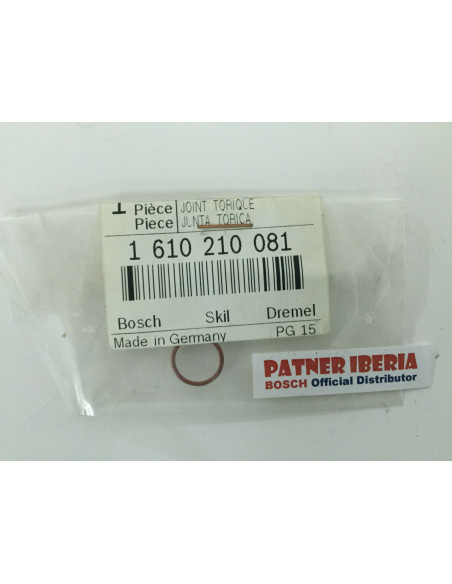 1 Pièce JOINT TORIQUE
Piece JUNTA TORICA
1 610 210 081
Bosch Skil Dremel
Made in Germany PG 15
PATNER IBERIA
BOSCH Official Distributor